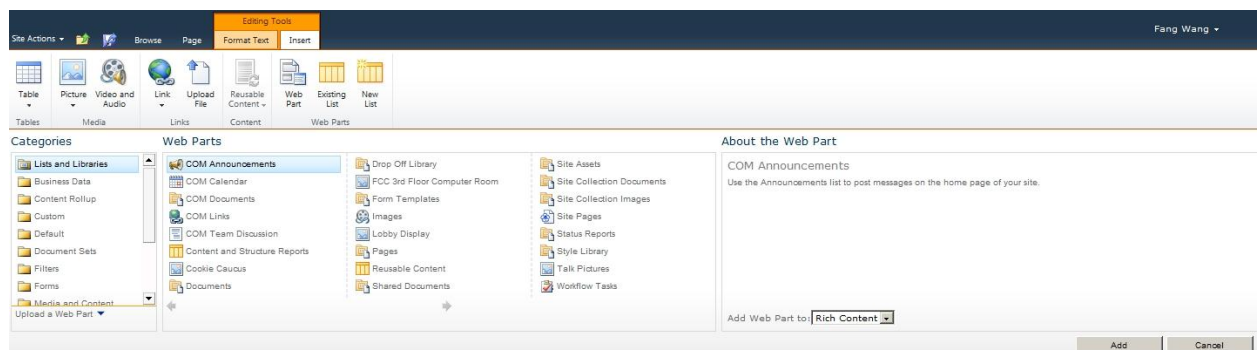 Editing Tools
Site Actions
Browse
Page
Format Text
Insert
Fang Wang
Table
Picture
Video and
Audio
Link
Upload
File
Reusable
Content
Web
Part
Existing
List
New
List
Tables
Media
Links
Content
Web Parts
Categories
Lists and Libraries
Business Data
Content Rollup
Custom
Default
Document Sets
Filters
Forms
Media and Content
Upload a Web Part
Web Parts
COM Announcements
COM Calendar
COM Documents
COM Links
COM Team Discussion
Content and Structure Reports
Cookie Caucus
Documents
Drop Off Library
FCC 3rd Floor Computer Room
Form Templates
Images
Lobby Display
Pages
Reusable Content
Shared Documents
Site Assets
Site Collection Documents
Site Collection Images
Site Pages
Status Reports
Style Library
Talk Pictures
Workflow Tasks
About the Web Part
COM Announcements
Use the Announcements list to post messages on the home page of your site.
Add Web Part to: Rich Content
Add
Cancel